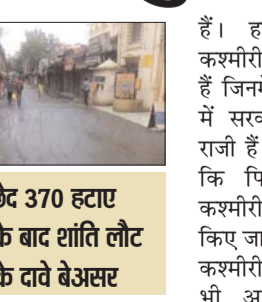 370 हटाए
बाद शांति लौट
के दावे बेअसर
हैं। ह
कश्मीरी
हैं जिनमें
में सरव
राजी हैं
कि पि
कश्मीरी
किए जा
कश्मीरी
भी अ